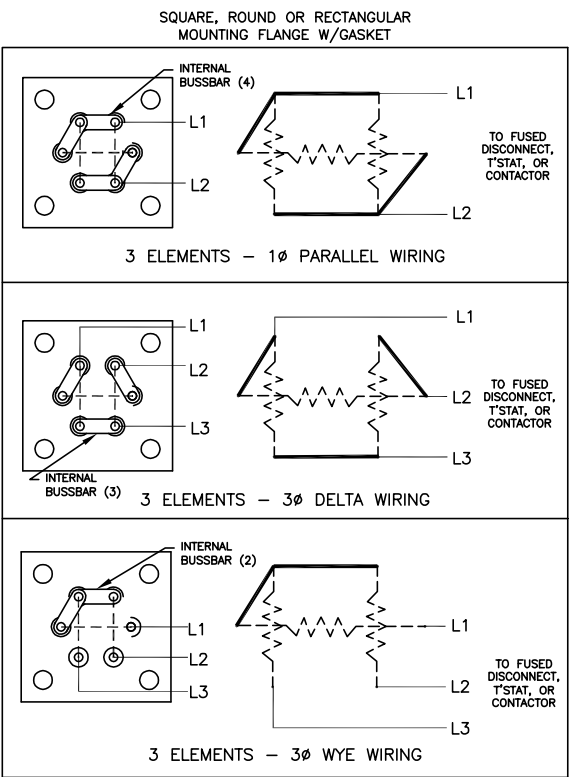 SQUARE, ROUND OR RECTANGULAR
MOUNTING FLANGE W/GASKET
INTERNAL
BUSSBAR (4)
L1
L2
L1
L2
TO FUSED
DISCONNECT,
T'STAT, OR
CONTACTOR
3 ELEMENTS – 1ø PARALLEL WIRING
L1
L2
L3
INTERNAL
BUSSBAR (3)
L1
L2
L3
TO FUSED
DISCONNECT,
T'STAT, OR
CONTACTOR
3 ELEMENTS – 3ø DELTA WIRING
INTERNAL
BUSSBAR (2)
L1
L2
L3
L1
L2
L3
TO FUSED
DISCONNECT,
T'STAT, OR
CONTACTOR
3 ELEMENTS – 3ø WYE WIRING